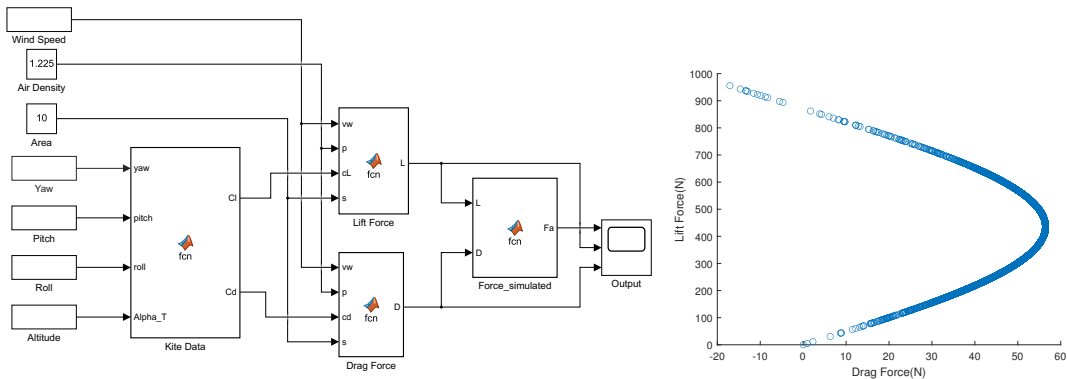 Wind Speed
1.225
Air Density
10
Area
Yaw
Pitch
Roll
Altitude
yaw
pitch
roll
Alpha_T
fcn
Cl
Cd
Kite Data
vw
p
cL
s
fcn
L
Lift Force
vw
p
cd
s
fcn
D
Drag Force
L
D
fcn
Fa
Force_simulated
Output
Lift Force(N)
1000
900
800
700
600
500
400
300
200
100
0
-20 -10 0 10 20 30 40 50 60
Drag Force(N)